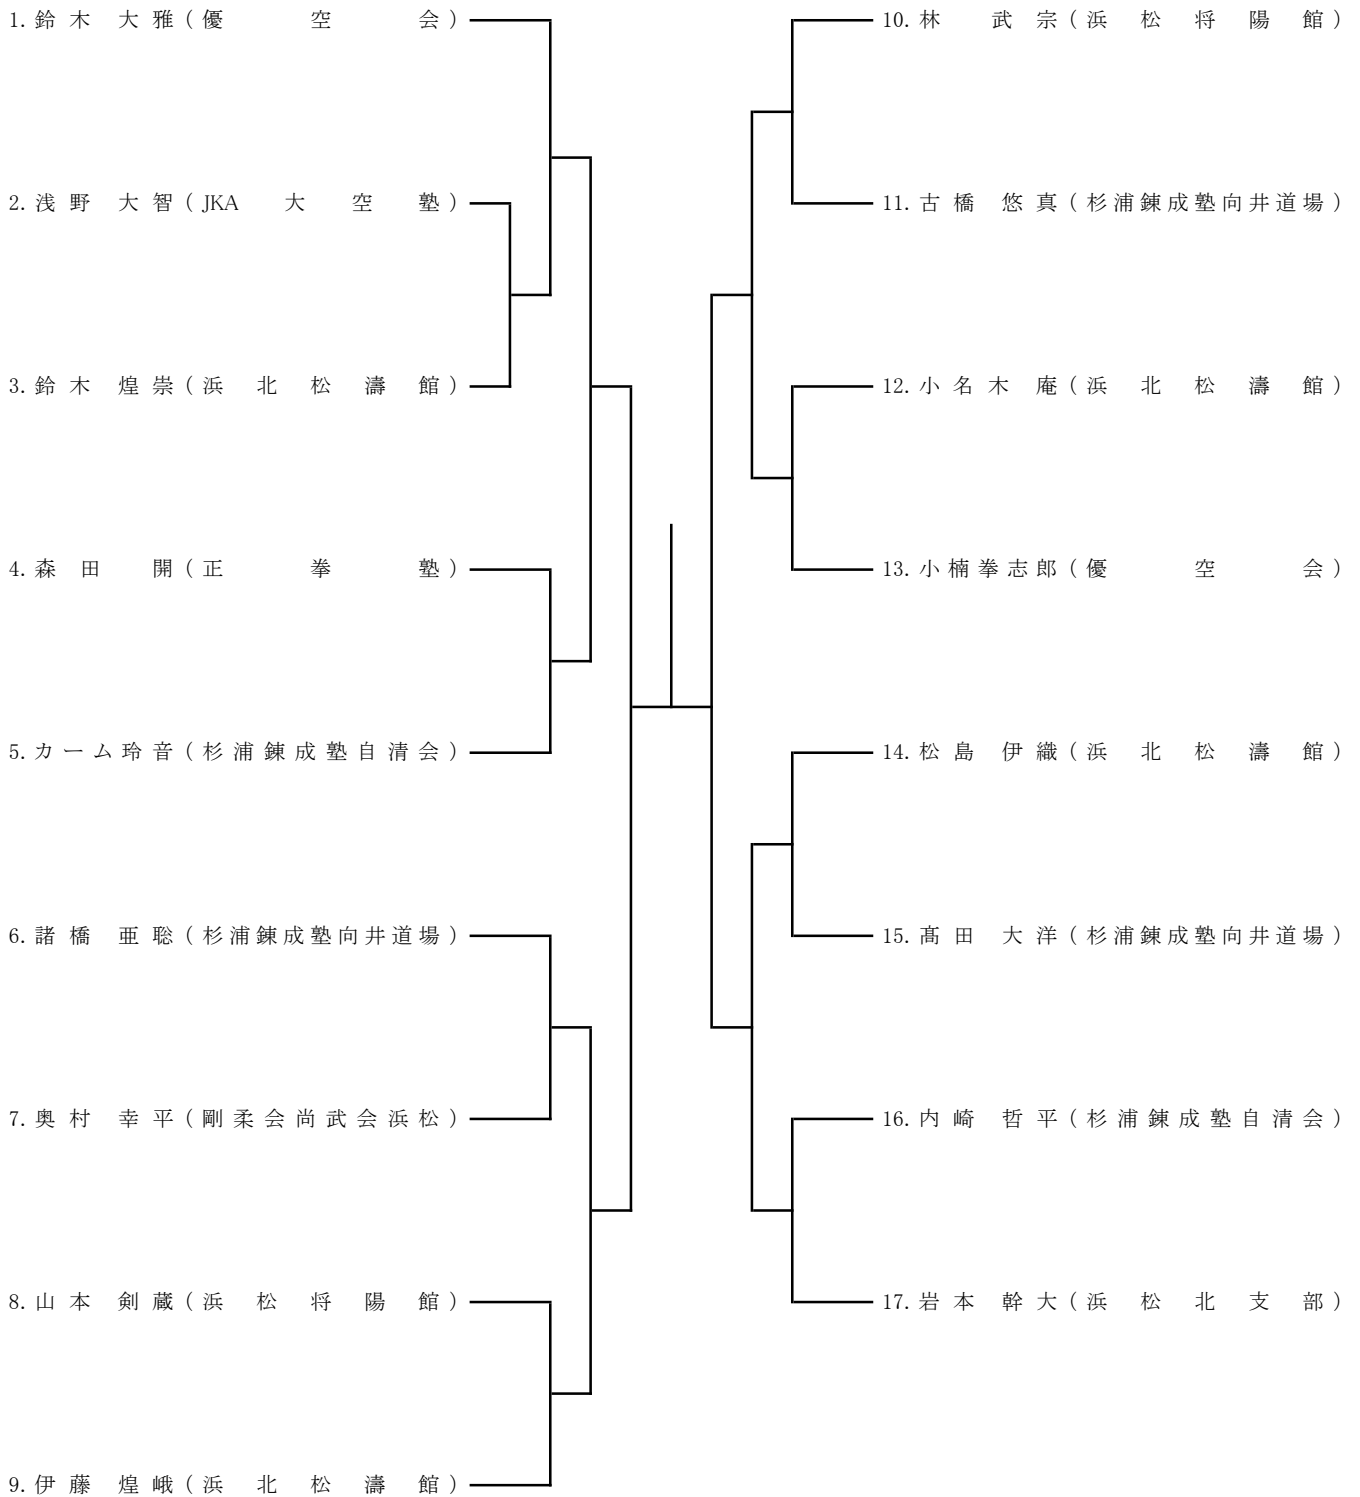 1. 鈴木 大雅（優空会）
2. 浅野 大智（JKA大空塾）
3. 鈴木 煌崇（浜北松濤館）
4. 森田 開（正拳塾）
5. カーム玲音（杉浦錬成塾自清会）
6. 諸橋 亜聡（杉浦錬成塾向井道場）
7. 奥村 幸平（剛柔会尚武会浜松）
8. 山本 剣蔵（浜松将陽館）
9. 伊藤 煌峨（浜北松濤館）
10. 林 武宗（浜松将陽館）
11. 古橋 悠真（杉浦錬成塾向井道場）
12. 小名木 庵（浜北松濤館）
13. 小楠拳志郎（優空会）
14. 松島 伊織（浜北松濤館）
15. 髙田 大洋（杉浦錬成塾向井道場）
16. 内崎 哲平（杉浦錬成塾自清会）
17. 岩本 幹大（浜松北支部）